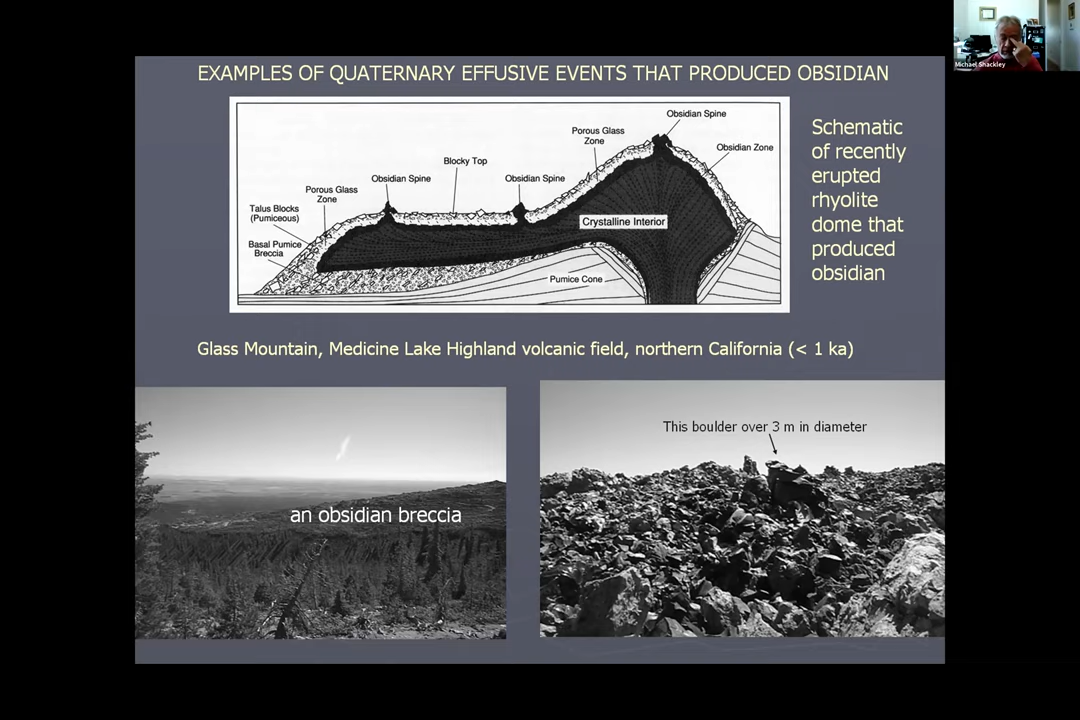 Michael Shackley
EXAMPLES OF QUATERNARY EFFUSIVE EVENTS THAT PRODUCED OBSIDIAN
Obsidian Spine
Porous Glass
Zone
Obsidian Zone
Blocky Top
Obsidian Spine
Obsidian Spine
Porous Glass
Zone
Talus Blocks
(Pumiceous)
Basal Pumice
Breccia
Crystalline Interior
Pumice Cone
Schematic
of recently
erupted
rhyolite
dome that
produced
obsidian
Glass Mountain, Medicine Lake Highland volcanic field, northern California (< 1 ka)
an obsidian breccia
This boulder over 3 m in diameter